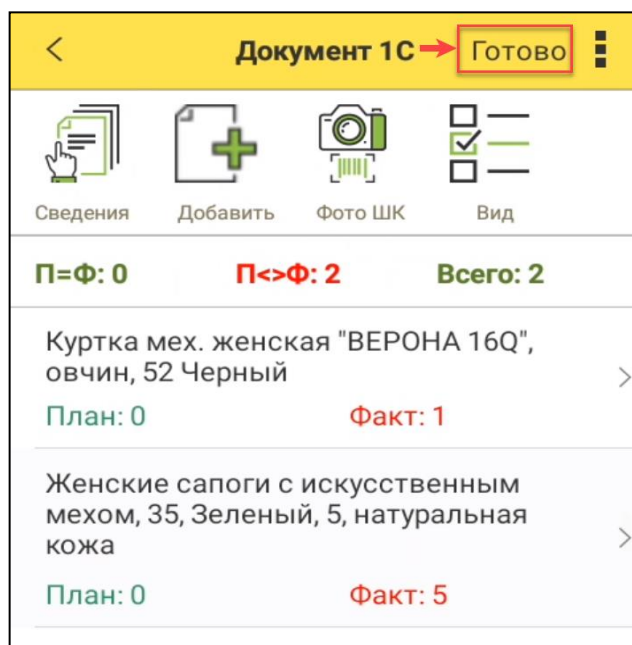 Документ 1С Готово
Сведения Добавить Фото ШК Вид
П=Ф: 0 П<>Ф: 2 Всего: 2
Куртка мех. женская "ВЕРОНА 16Q",
овчин, 52 Черный
План: 0 Факт: 1
Женские сапоги с искусственным
мехом, 35, Зеленый, 5, натуральная
кожа
План: 0 Факт: 5